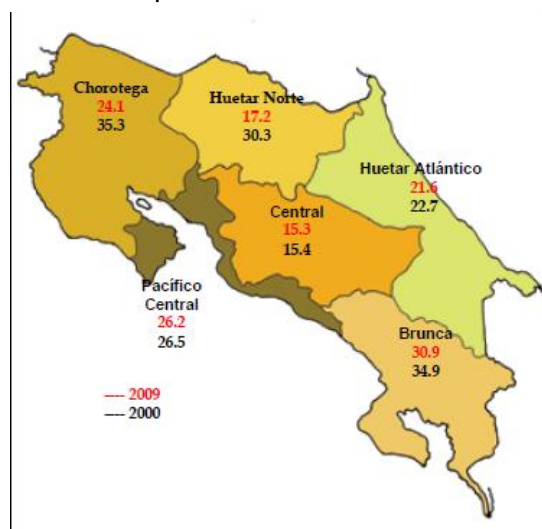 Chorotega
24.1
35.3
Huetar Norte
17.2
30.3
Huetar Atlántico
21.6
22.7
Central
15.3
15.4
Pacífico
Central
26.2
26.5
Brunca
30.9
34.9
---- 2009
---- 2000